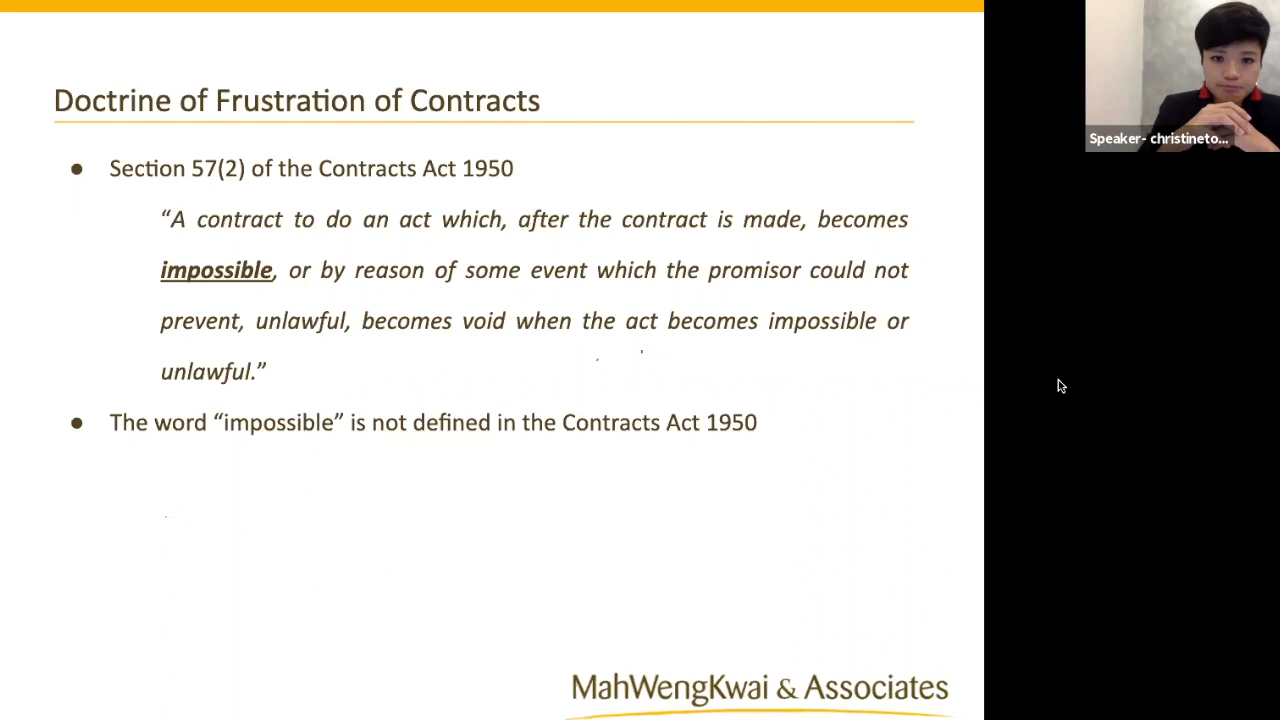 Doctrine of Frustration of Contracts
● Section 57(2) of the Contracts Act 1950
“A contract to do an act which, after the contract is made, becomes
impossible, or by reason of some event which the promisor could not
prevent, unlawful, becomes void when the act becomes impossible or
unlawful.”
● The word “impossible” is not defined in the Contracts Act 1950
MahWengKwai & Associates
Speaker- christineto...